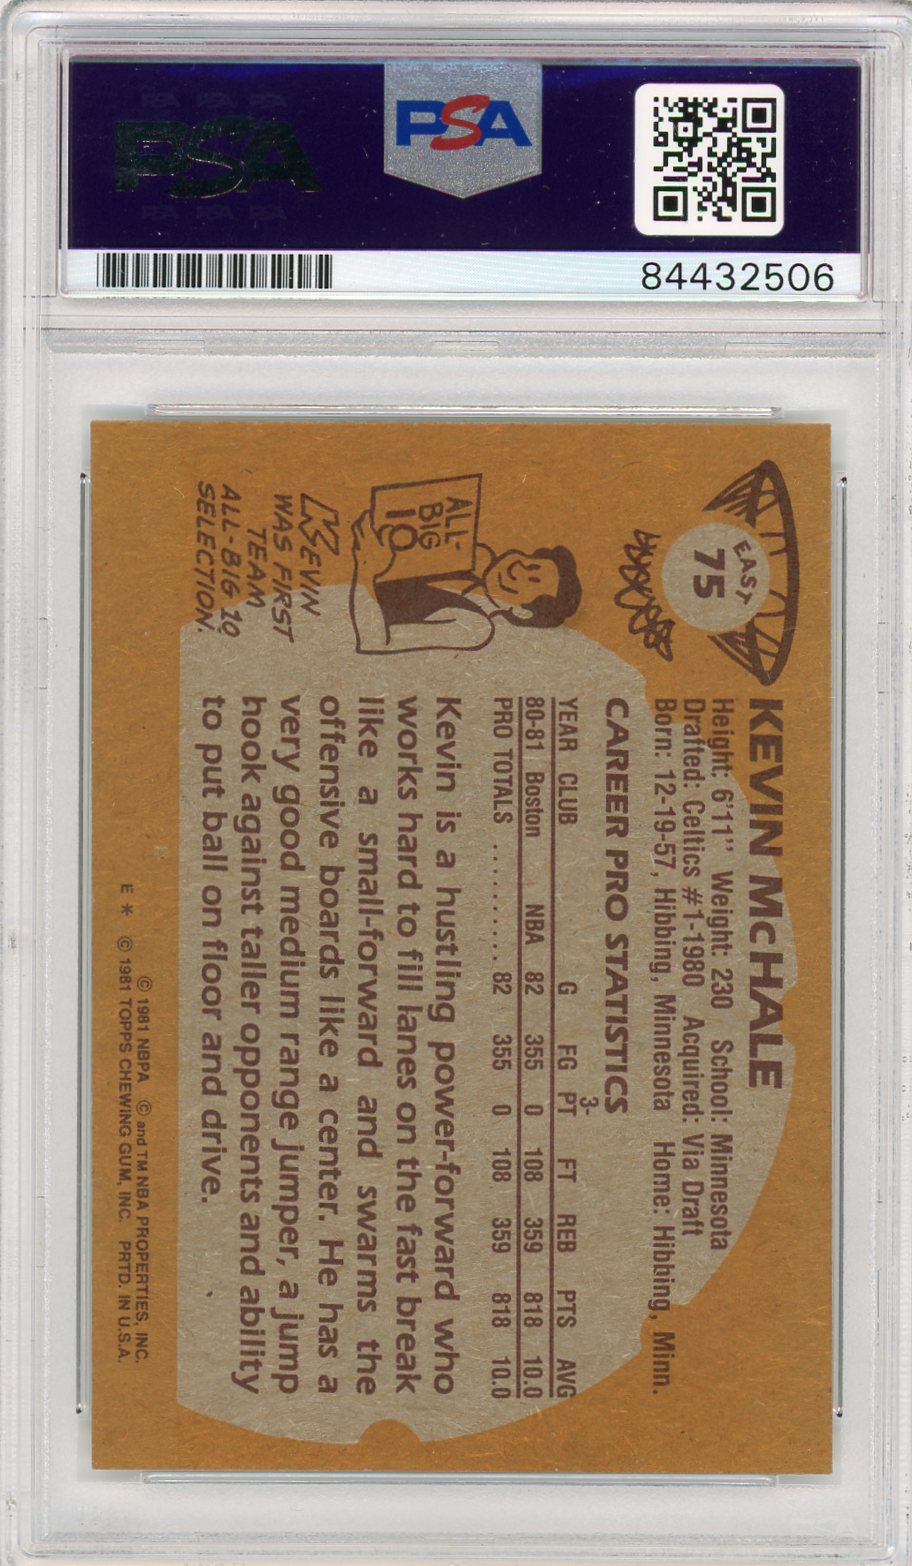 PSA PSA PSA
PSA
PSA PSA PSA
PSA
84432506
EAST
75
KEVIN MCHALE
Height: 6'11" Weight: 230 School: Minnesota
Drafted: Celtics #1-1980 Acquired: Via Draft
Born: 12-19-57, Hibbing, Minnesota Home: Hibbing, Minn.
CAREER PRO STATISTICS
YEAR CLUB G FG 3-PT FT REB PTS AVG
80-81 Boston NBA 82 355 0 108 359 818 10.0
PRO TOTALS .......... 82 355 0 108 359 818 10.0
Kevin is a hustling power-forward who
works hard to fill lanes on the fast break
like a small-forward and swarms the
offensive boards like a center. He has a
very good medium range jumper, a jump
hook against taller opponents and ability
to put ball on floor and drive.
ALL-
BIG
10
KEVIN
WAS FIRST
TEAM
ALL-BIG 10
SELECTION.
© 1981 NBPA © and TM NBA PROPERTIES, INC.
E * © 1981 TOPPS CHEWING GUM, INC. PRTD. IN U.S.A.